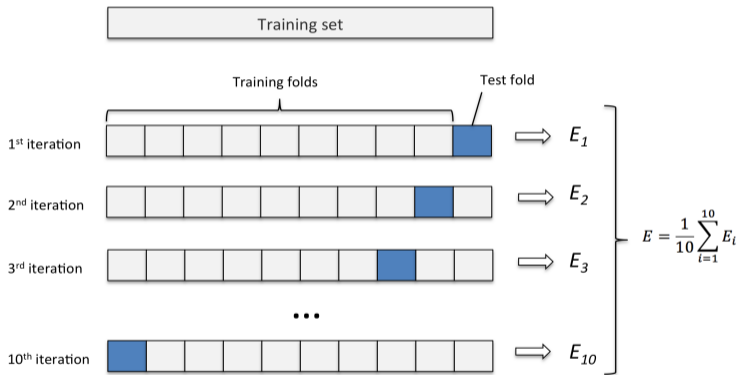 Training set
Training folds
Test fold
1st iteration
E1
2nd iteration
E2
3rd iteration
E3
...
10th iteration
E10
E = 1/10 ∑_{i=1}^{10} Ei